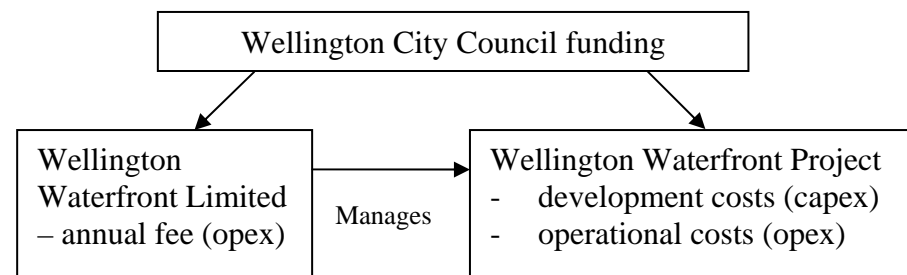 Wellington City Council funding
Wellington
Waterfront Limited
– annual fee (opex)
Manages
Wellington Waterfront Project
- development costs (capex)
- operational costs (opex)